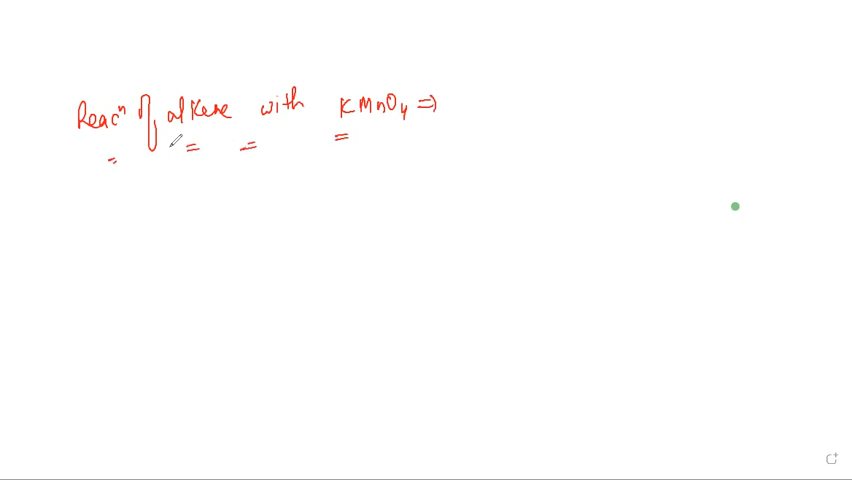 Reacⁿ of alkene with KMnO₄ ⇒